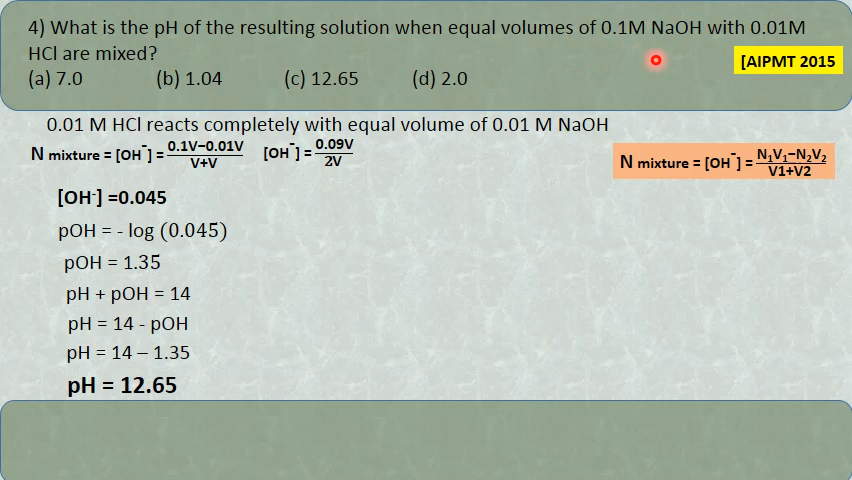 4) What is the pH of the resulting solution when equal volumes of 0.1M NaOH with 0.01M
HCl are mixed?
[AIPMT 2015
(a) 7.0 (b) 1.04 (c) 12.65 (d) 2.0
0.01 M HCl reacts completely with equal volume of 0.01 M NaOH
N mixture = [OH⁻] = (0.1V−0.01V)/(V+V) [OH⁻] = 0.09V/2V
N mixture = [OH⁻] = (N₁V₁−N₂V₂)/(V1+V2)
[OH⁻] =0.045
pOH = - log (0.045)
pOH = 1.35
pH + pOH = 14
pH = 14 - pOH
pH = 14 – 1.35
pH = 12.65